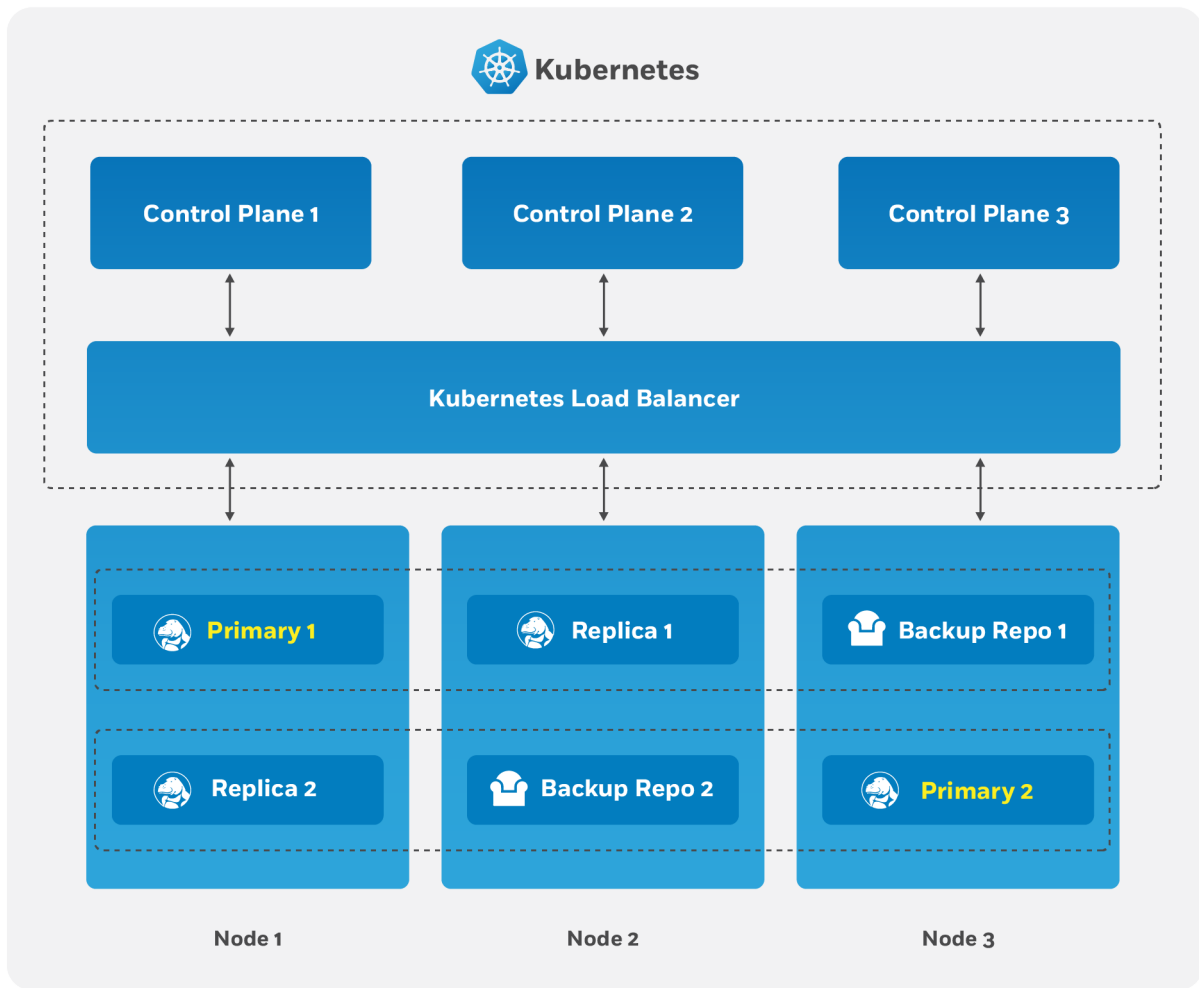 Kubernetes
Control Plane 1
Control Plane 2
Control Plane 3
Kubernetes Load Balancer
Primary 1
Replica 1
Backup Repo 1
Replica 2
Backup Repo 2
Primary 2
Node 1
Node 2
Node 3